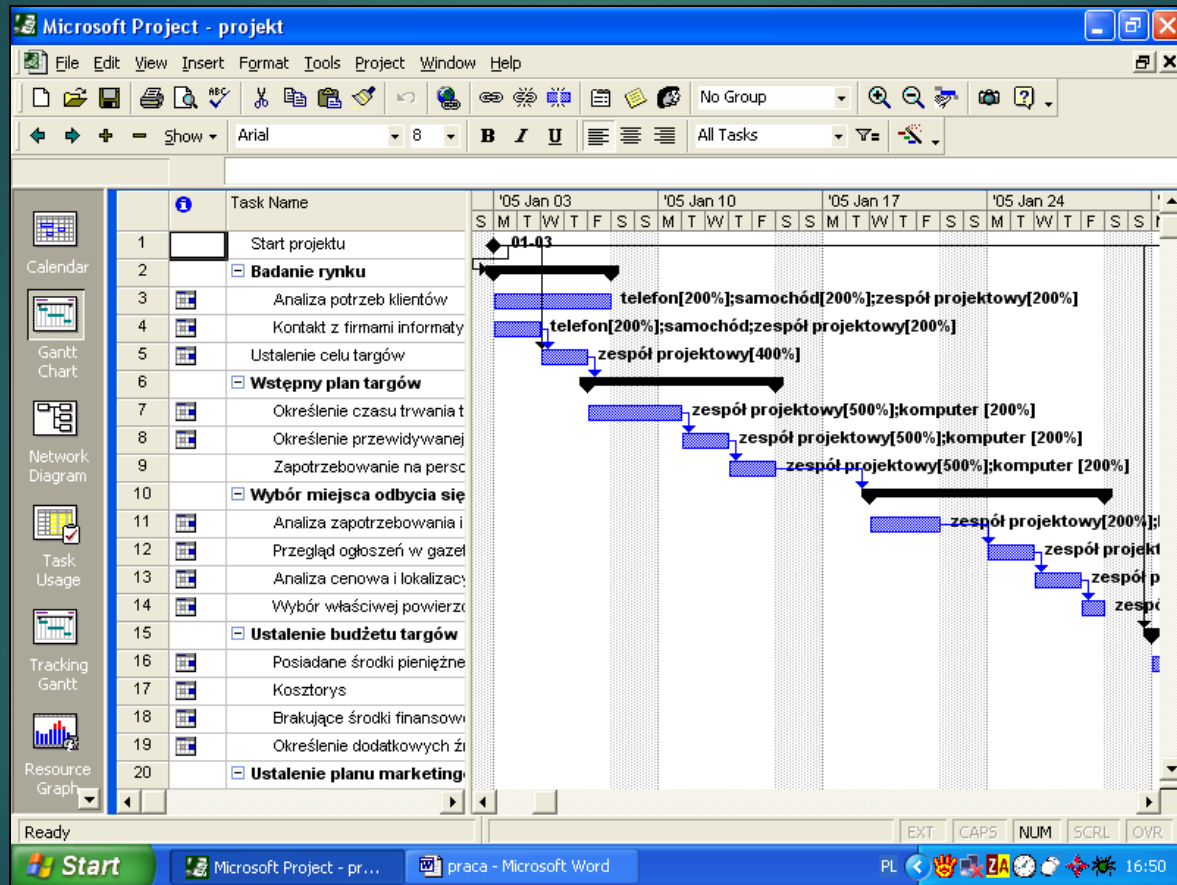 Microsoft Project - projekt
File Edit View Insert Format Tools Project Window Help
No Group
Show Arial 8 B I U All Tasks
Task Name '05 Jan 03 '05 Jan 10 '05 Jan 17 '05 Jan 24
S M T W T F S S M T W T F S S M T W T F S S M T W T F S S
1 Start projektu 01-03
2 Badanie rynku
3 Analiza potrzeb klientów telefon[200%];samochód[200%];zespół projektowy[200%]
4 Kontakt z firmami informaty telefon[200%];samochód;zespół projektowy[200%]
5 Ustalenie celu targów zespół projektowy[400%]
6 Wstępny plan targów
7 Określenie czasu trwania t zespół projektowy[500%];komputer [200%]
8 Określenie przewidywanej zespół projektowy[500%];komputer [200%]
9 Zapotrzebowanie na perso zespół projektowy[500%];komputer [200%]
10 Wybór miejsca odbycia się
11 Analiza zapotrzebowania i zespół projektowy[200%];
12 Przegląd ogłoszeń w gazet zespół projekt
13 Analiza cenowa i lokalizacy zespół p
14 Wybór właściwej powierzc zespó
15 Ustalenie budżetu targów
16 Posiadane środki pieniężne
17 Kosztorys
18 Brakujące środki finansow
19 Określenie dodatkowych ź
20 Ustalenie planu marketing
Calendar
Gantt
Chart
Network
Diagram
Task
Usage
Tracking
Gantt
Resource
Graph
Ready EXT CAPS NUM SCRL OVR
Start Microsoft Project - pr... praca - Microsoft Word PL ZA 16:50